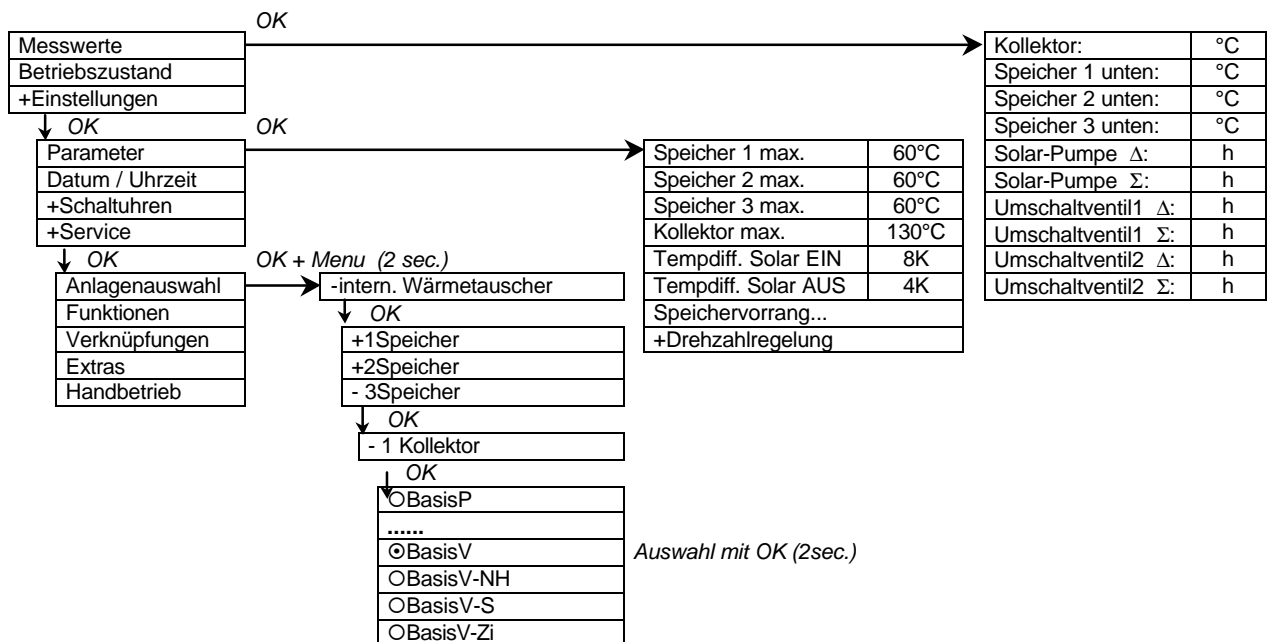 OK
Messwerte
Betriebszustand
+Einstellungen
OK
OK
Parameter
Datum / Uhrzeit
+Schaltuhren
+Service
OK
OK + Menu (2 sec.)
Anlagenauswahl
Funktionen
Verknüpfungen
Extras
Handbetrieb
-intern. Wärmetauscher
OK
+1Speicher
+2Speicher
- 3Speicher
OK
- 1 Kollektor
OK
BasisP
......
BasisV
BasisV-NH
BasisV-S
BasisV-Zi
Auswahl mit OK (2sec.)
Speicher 1 max. 60°C
Speicher 2 max. 60°C
Speicher 3 max. 60°C
Kollektor max. 130°C
Tempdiff. Solar EIN 8K
Tempdiff. Solar AUS 4K
Speichervorrang...
+Drehzahlregelung
Kollektor: °C
Speicher 1 unten: °C
Speicher 2 unten: °C
Speicher 3 unten: °C
Solar-Pumpe Δ: h
Solar-Pumpe Σ: h
Umschaltventil1 Δ: h
Umschaltventil1 Σ: h
Umschaltventil2 Δ: h
Umschaltventil2 Σ: h